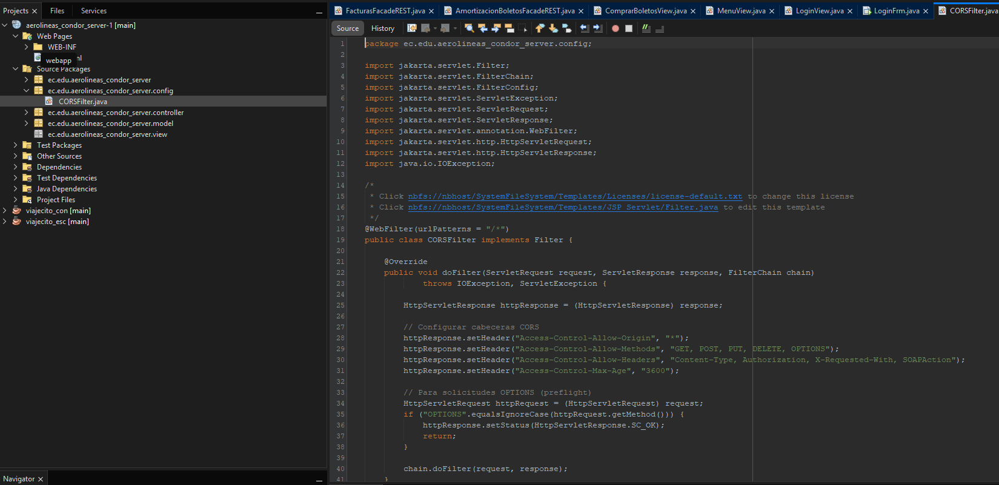 Projects
Files
Services
aerolineas_condor_server-1 [main]
Web Pages
WEB-INF
webapp
Source Packages
ec.edu.aerolineas_condor_server
ec.edu.aerolineas_condor_server.config
CORSFilter.java
ec.edu.aerolineas_condor_server.controller
ec.edu.aerolineas_condor_server.model
ec.edu.aerolineas_condor_server.view
Test Packages
Other Sources
Dependencies
Test Dependencies
Java Dependencies
Project Files
viajecito_con [main]
viajecito_esc [main]
Navigator
FacturasFacadeREST.java
AmortizacionBoletosFacadeREST.java
ComprarBoletosView.java
MenuView.java
LoginView.java
LoginFrm.java
CORSFilter.java
Source
History
1 package ec.edu.aerolineas_condor_server.config;
2
3 import jakarta.servlet.Filter;
4 import jakarta.servlet.FilterChain;
5 import jakarta.servlet.FilterConfig;
6 import jakarta.servlet.ServletException;
7 import jakarta.servlet.ServletRequest;
8 import jakarta.servlet.ServletResponse;
9 import jakarta.servlet.annotation.WebFilter;
10 import jakarta.servlet.http.HttpServletRequest;
11 import jakarta.servlet.http.HttpServletResponse;
12 import java.io.IOException;
13
14 /*
15 * Click nbfs://nbhost/SystemFileSystem/Templates/Licenses/license-default.txt to change this license
16 * Click nbfs://nbhost/SystemFileSystem/Templates/JSP_Servlet/Filter.java to edit this template
17 */
18 @WebFilter(urlPatterns = "/*")
19 public class CORSFilter implements Filter {
20
21 @Override
22 public void doFilter(ServletRequest request, ServletResponse response, FilterChain chain)
23 throws IOException, ServletException {
24
25 HttpServletResponse httpResponse = (HttpServletResponse) response;
26
27 // Configurar cabeceras CORS
28 httpResponse.setHeader("Access-Control-Allow-Origin", "*");
29 httpResponse.setHeader("Access-Control-Allow-Methods", "GET, POST, PUT, DELETE, OPTIONS");
30 httpResponse.setHeader("Access-Control-Allow-Headers", "Content-Type, Authorization, X-Requested-With, SOAPAction");
31 httpResponse.setHeader("Access-Control-Max-Age", "3600");
32
33 // Para solicitudes OPTIONS (preflight)
34 HttpServletRequest httpRequest = (HttpServletRequest) request;
35 if ("OPTIONS".equalsIgnoreCase(httpRequest.getMethod())) {
36 httpResponse.setStatus(HttpServletResponse.SC_OK);
37 return;
38 }
39
40 chain.doFilter(request, response);
41 }